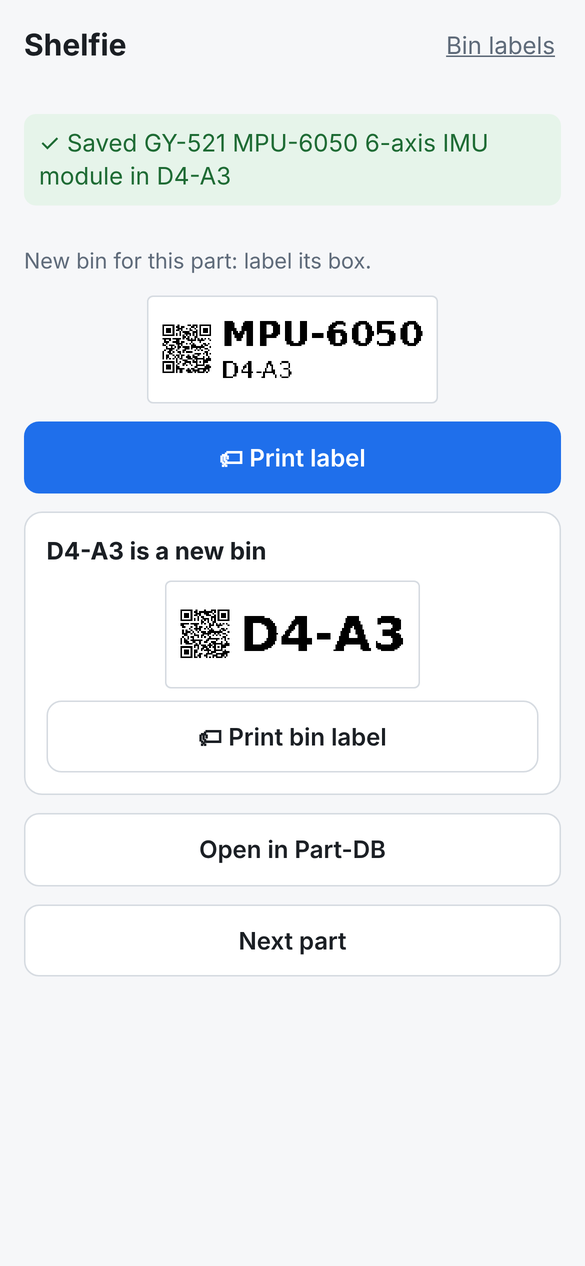 Shelfie
Bin labels
✓ Saved GY-521 MPU-6050 6-axis IMU
module in D4-A3
New bin for this part: label its box.
MPU-6050
D4-A3
🏷 Print label
D4-A3 is a new bin
D4-A3
🏷 Print bin label
Open in Part-DB
Next part